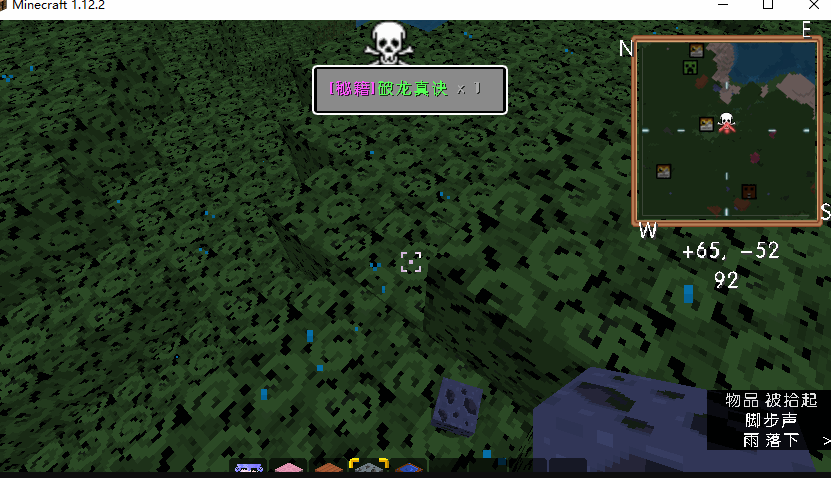 Minecraft 1.12.2
E
N
[秘籍]破龙真诀 x 1
S
W
+65, -52
92
物品 被拾起
脚步声
雨 落下 >